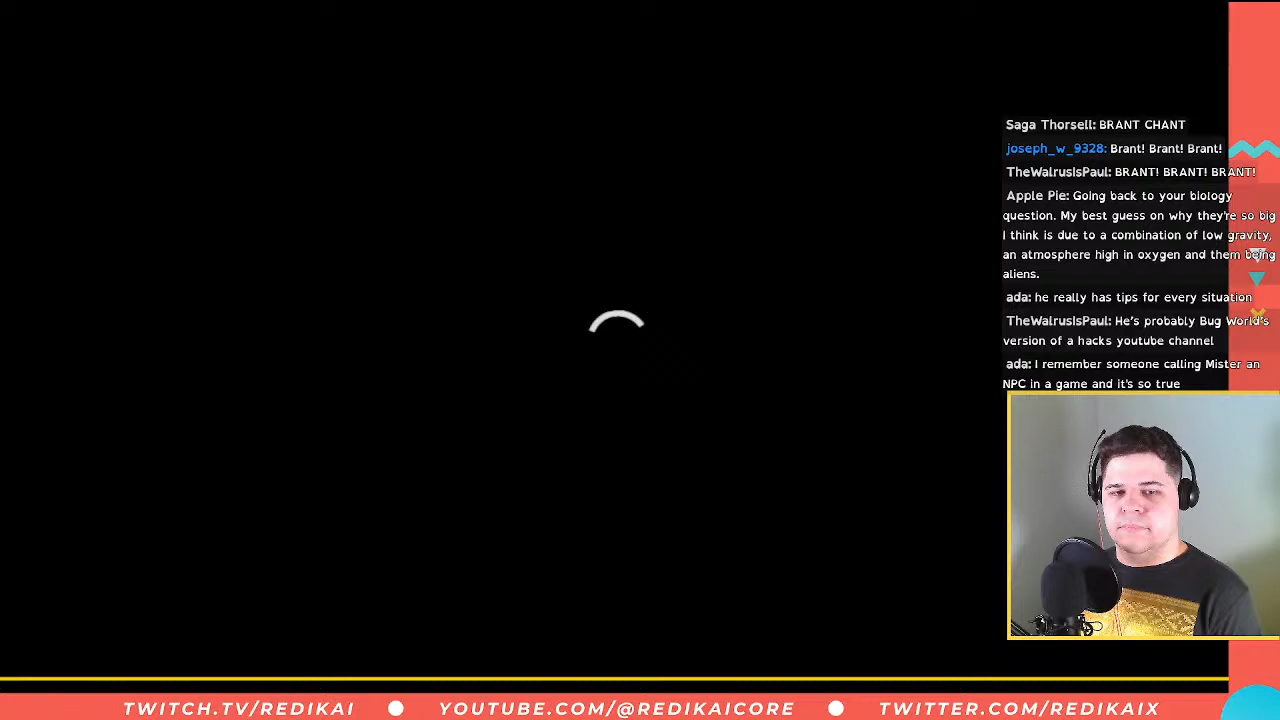 Saga Thorsell: BRANT CHANT
joseph_w_9328: Brant! Brant! Brant!
TheWalrusIsPaul: BRANT! BRANT! BRANT!
Apple Pie: Going back to your biology
question. My best guess on why they're so big
I think is due to a combination of low gravity,
an atmosphere high in oxygen and them being
aliens.
ada: he really has tips for every situation
TheWalrusIsPaul: He's probably Bug World's
version of a hacks youtube channel
ada: I remember someone calling Mister an
NPC in a game and it's so true
TWITCH.TV/REDIKAI ● YOUTUBE.COM/@REDIKAICORE ● TWITTER.COM/REDIKAIX